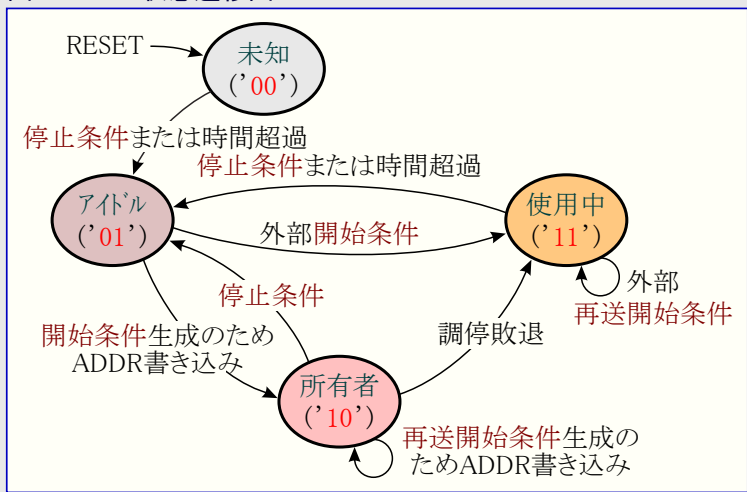 RESET
未知
('00')
停止条件または時間超過
停止条件または時間超過
アイドル
('01')
使用中
('11')
外部開始条件
停止条件
外部
再送開始条件
開始条件生成のため
ADDR書き込み
調停敗退
所有者
('10')
再送開始条件生成の
ためADDR書き込み